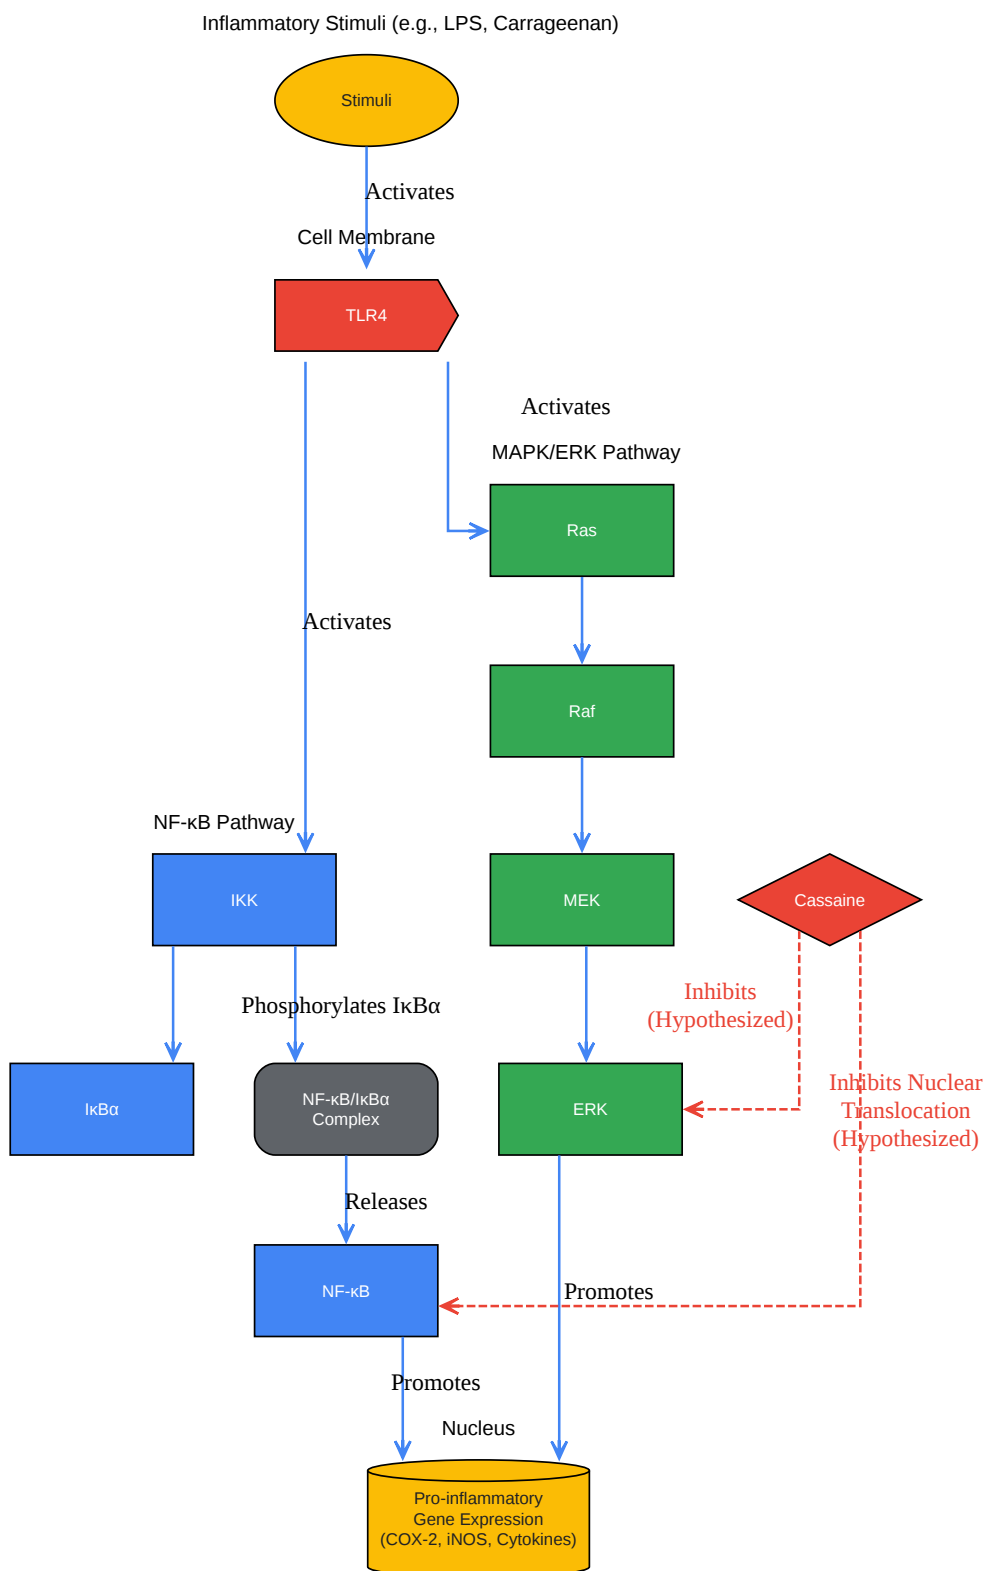 Inflammatory Stimuli (e.g., LPS, Carrageenan)
Stimuli
Activates
Cell Membrane
TLR4
Activates
MAPK/ERK Pathway
Ras
Activates
Raf
NF-κB Pathway
IKK
MEK
Cassaine
Inhibits
(Hypothesized)
Phosphorylates IκBα
IκBα
NF-κB/IκBα
Complex
ERK
Inhibits Nuclear
Translocation
(Hypothesized)
Releases
NF-κB
Promotes
Promotes
Nucleus
Pro-inflammatory
Gene Expression
(COX-2, iNOS, Cytokines)